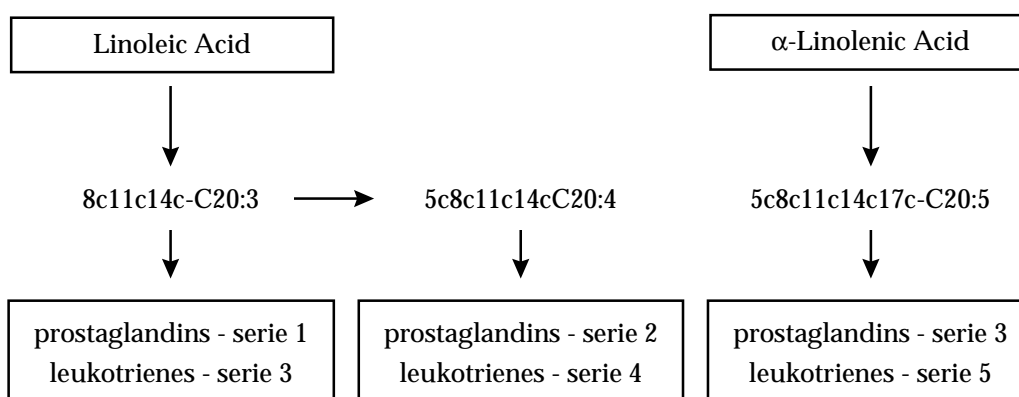 Linoleic Acid
α-Linolenic Acid
8c11c14c-C20:3
5c8c11c14cC20:4
5c8c11c14c17c-C20:5
prostaglandins - serie 1
leukotrienes - serie 3
prostaglandins - serie 2
leukotrienes - serie 4
prostaglandins - serie 3
leukotrienes - serie 5